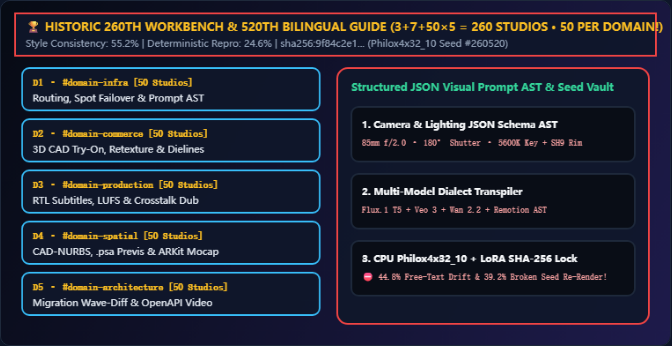 🏆 HISTORIC 260TH WORKBENCH & 520TH BILINGUAL GUIDE (3+7+50×5 = 260 STUDIOS • 50 PER DOMAIN!)
Style Consistency: 55.2% | Deterministic Repro: 24.6% | sha256:9f84c2e1... (Philox4x32_10 Seed #260520)
D1 - #domain-infra [50 Studios]
Routing, Spot Failover & Prompt AST
D2 - #domain-commerce [50 Studios]
3D CAD Try-On, Retexture & Dielines
D3 - #domain-production [50 Studios]
RTL Subtitles, LUFS & Crosstalk Dub
D4 - #domain-spatial [50 Studios]
CAD-NURBS, .psa Previs & ARKit Mocap
D5 - #domain-architecture [50 Studios]
Migration Wave-Diff & OpenAPI Video
Structured JSON Visual Prompt AST & Seed Vault
1. Camera & Lighting JSON Schema AST
85mm f/2.0 - 180° Shutter - 5600K Key + SH9 Rim
2. Multi-Model Dialect Transpiler
Flux.1 T5 + Veo 3 + Wan 2.2 + Remotion AST
3. CPU Philox4x32_10 + LoRA SHA-256 Lock
⛔ 44.8% Free-Text Drift & 39.2% Broken Seed Re-Render!